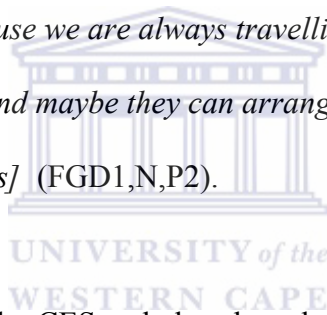 use we are always travelli
nd maybe they can arrang
s] (FGD1,N,P2).
UNIVERSITY of the
WESTERN CAPE